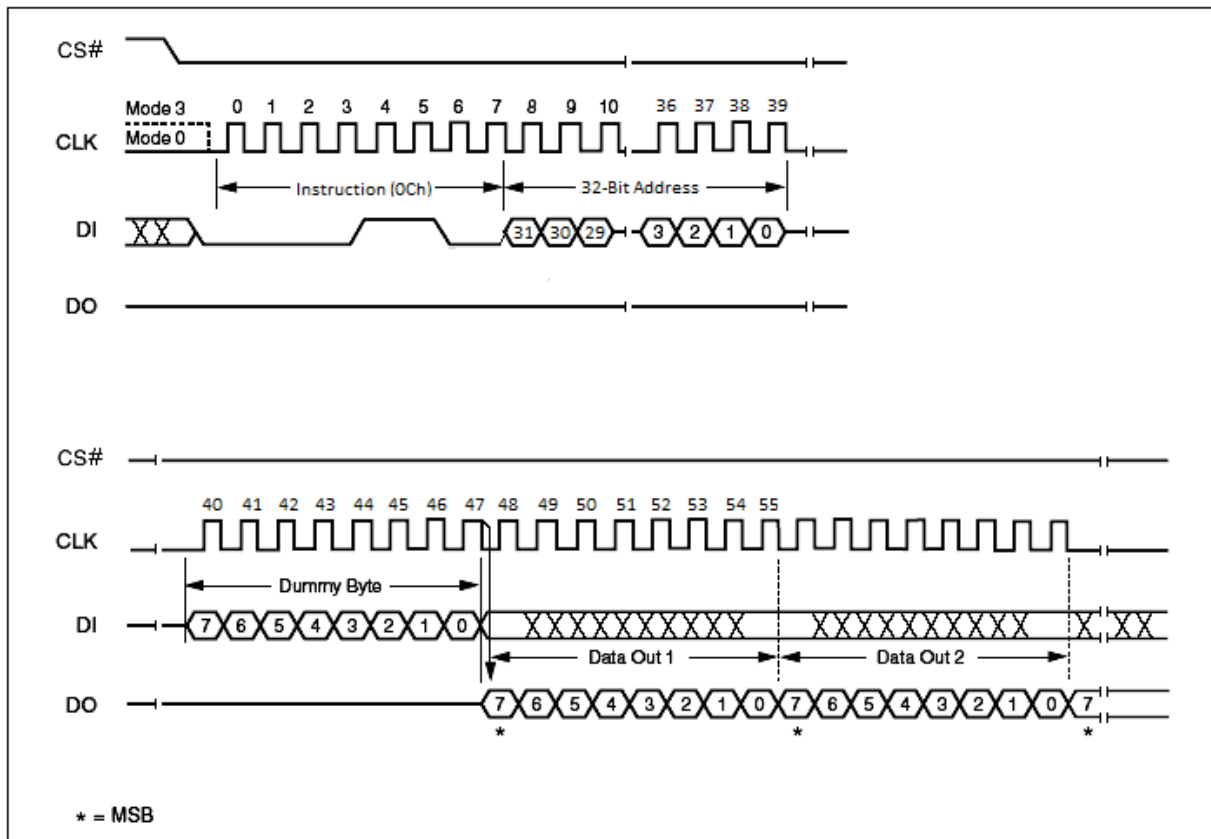 CS#
Mode 3 0 1 2 3 4 5 6 7 8 9 10 36 37 38 39
Mode 0
CLK
Instruction (0Ch) 32-Bit Address
DI 31 30 29 3 2 1 0
DO
CS#
40 41 42 43 44 45 46 47 48 49 50 51 52 53 54 55
CLK
Dummy Byte
DI 7 6 5 4 3 2 1 0
Data Out 1 Data Out 2
DO 7 6 5 4 3 2 1 0 7 6 5 4 3 2 1 0 7
* * *
* = MSB